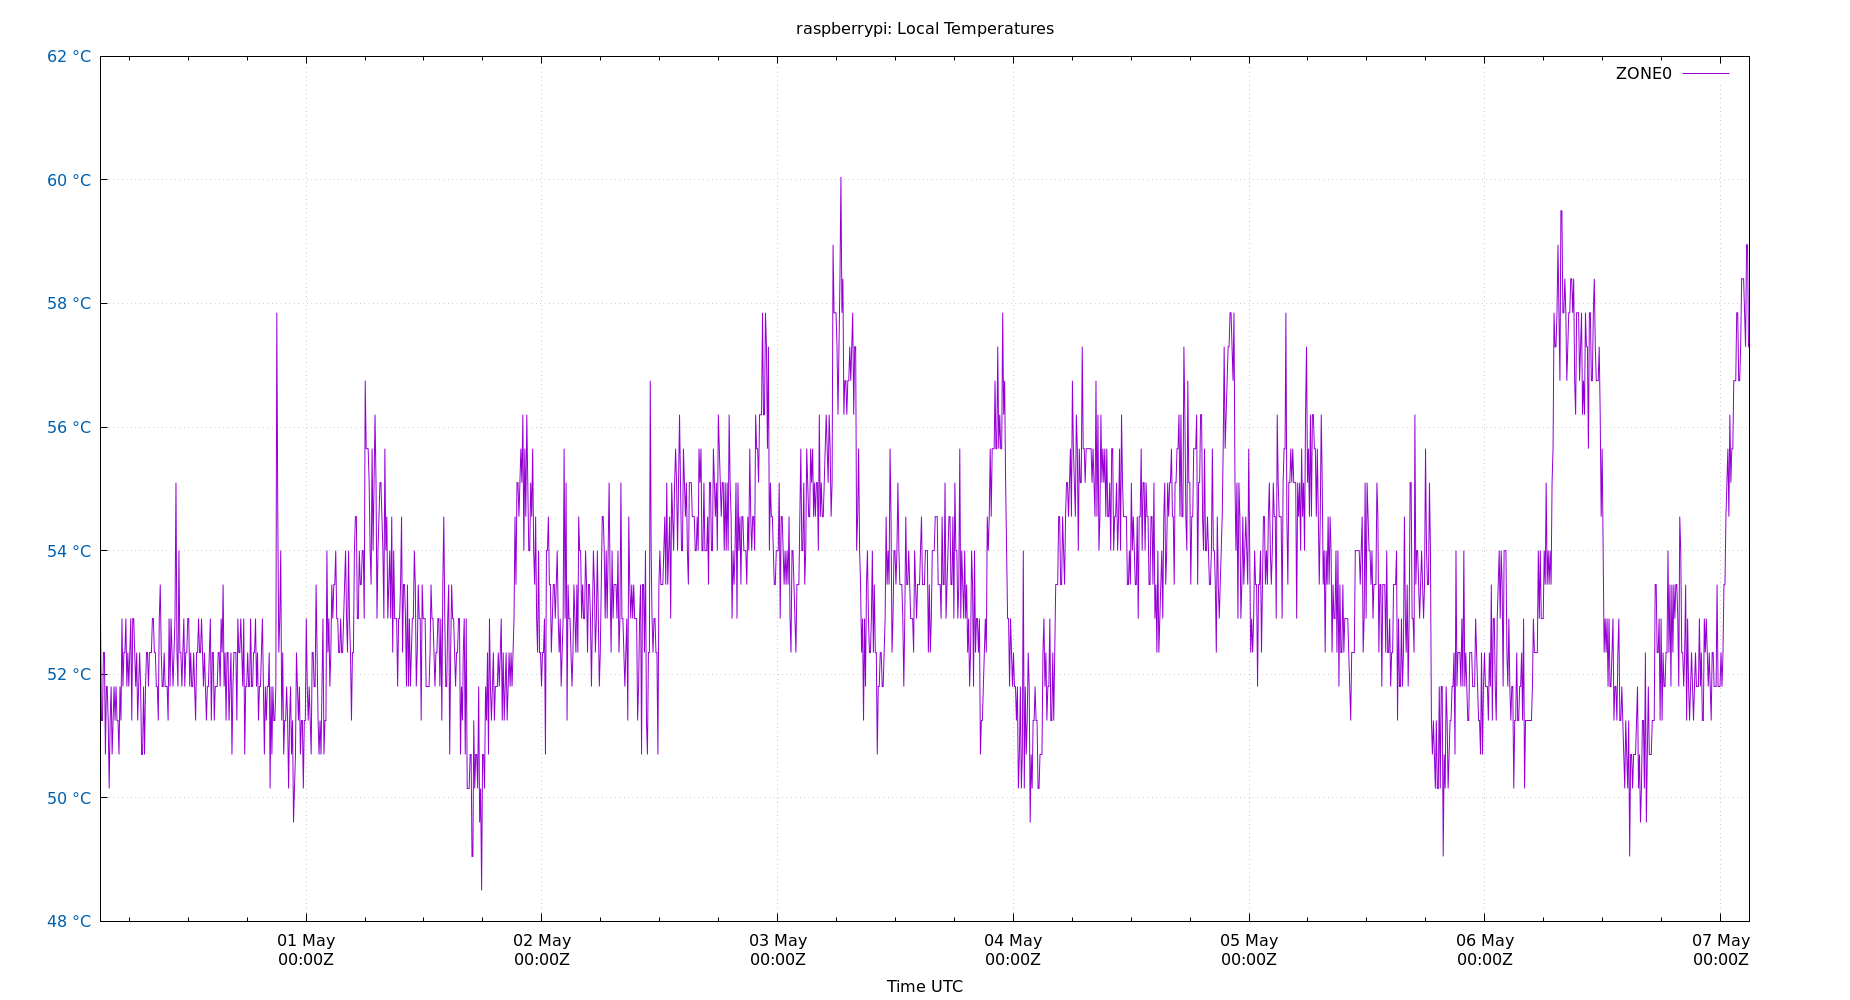 raspberrypi: Local Temperatures
62 °C
ZONE0
60 °C
58 °C
56 °C
54 °C
52 °C
50 °C
48 °C
01 May 02 May 03 May 04 May 05 May 06 May 07 May
00:00Z 00:00Z 00:00Z 00:00Z 00:00Z 00:00Z 00:00Z
Time UTC